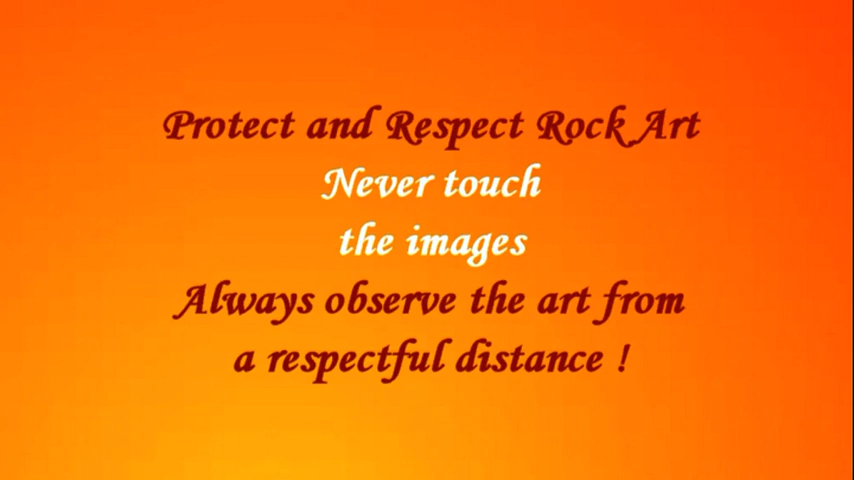 Protect and Respect Rock Art
Never touch
the images
Always observe the art from
a respectful distance !